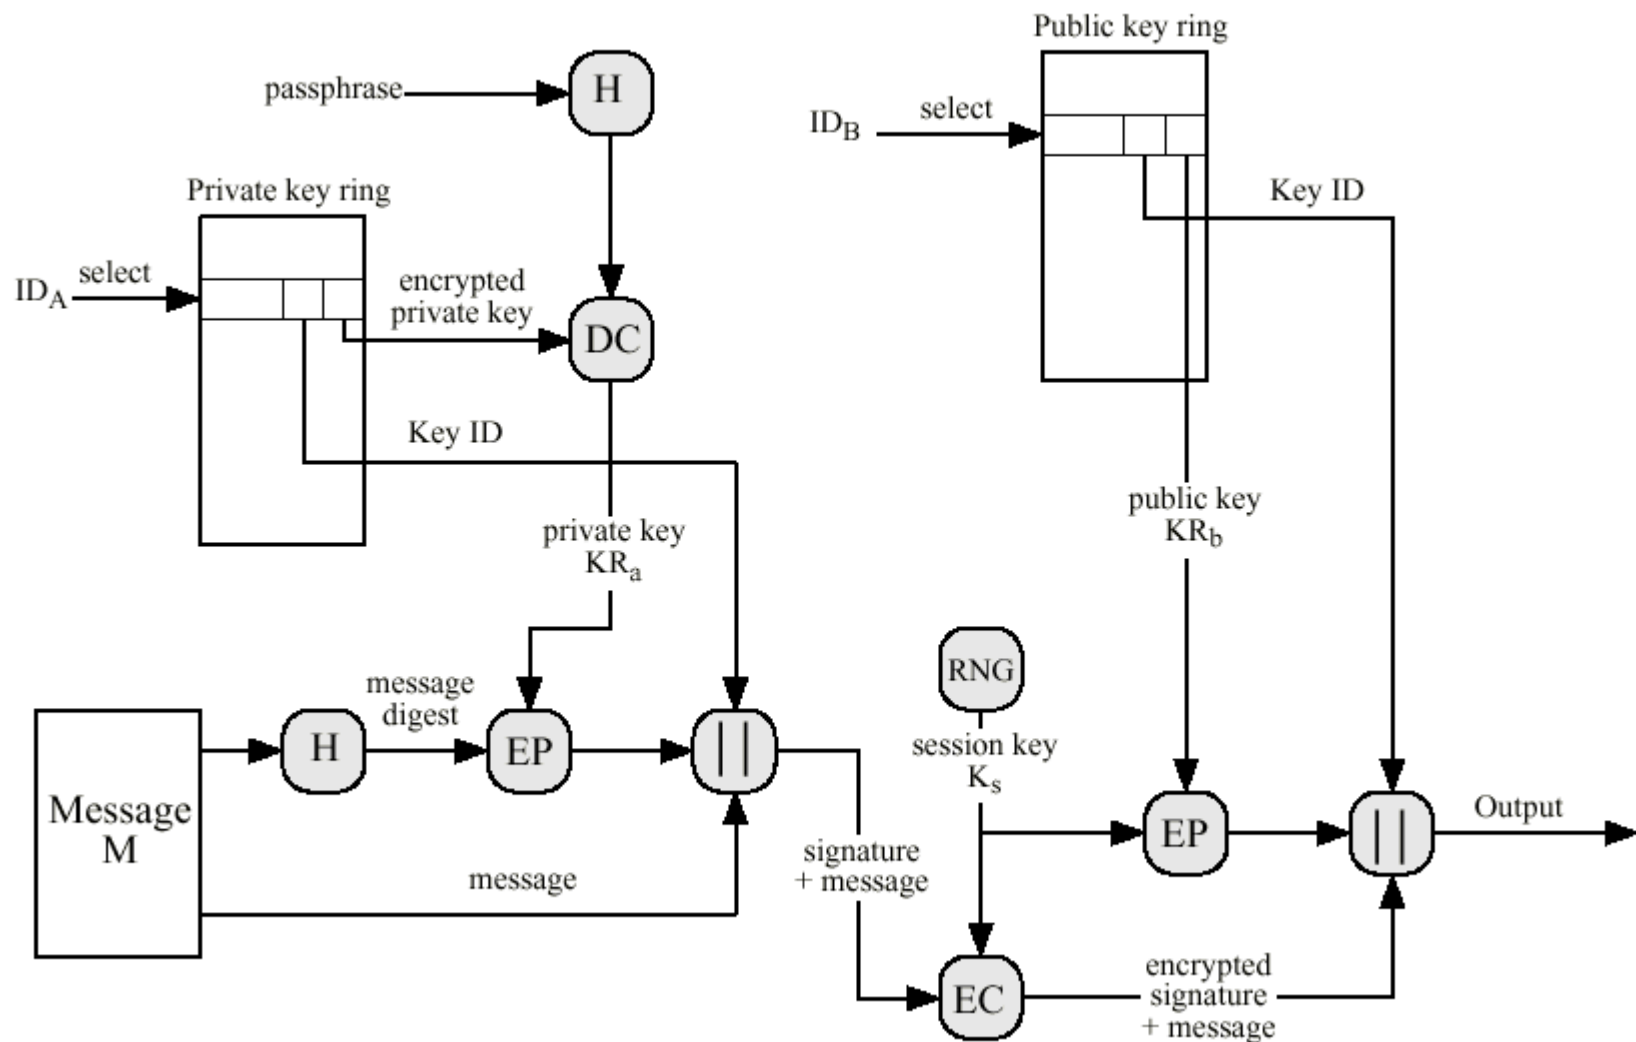 Public key ring
passphrase
H
ID_B
select
Private key ring
Key ID
ID_A
select
encrypted
private key
DC
Key ID
public key
KR_b
private key
KR_a
RNG
message
digest
session key
K_s
H
EP
||
Message
M
EP
||
Output
signature
+ message
message
EC
encrypted
signature
+ message